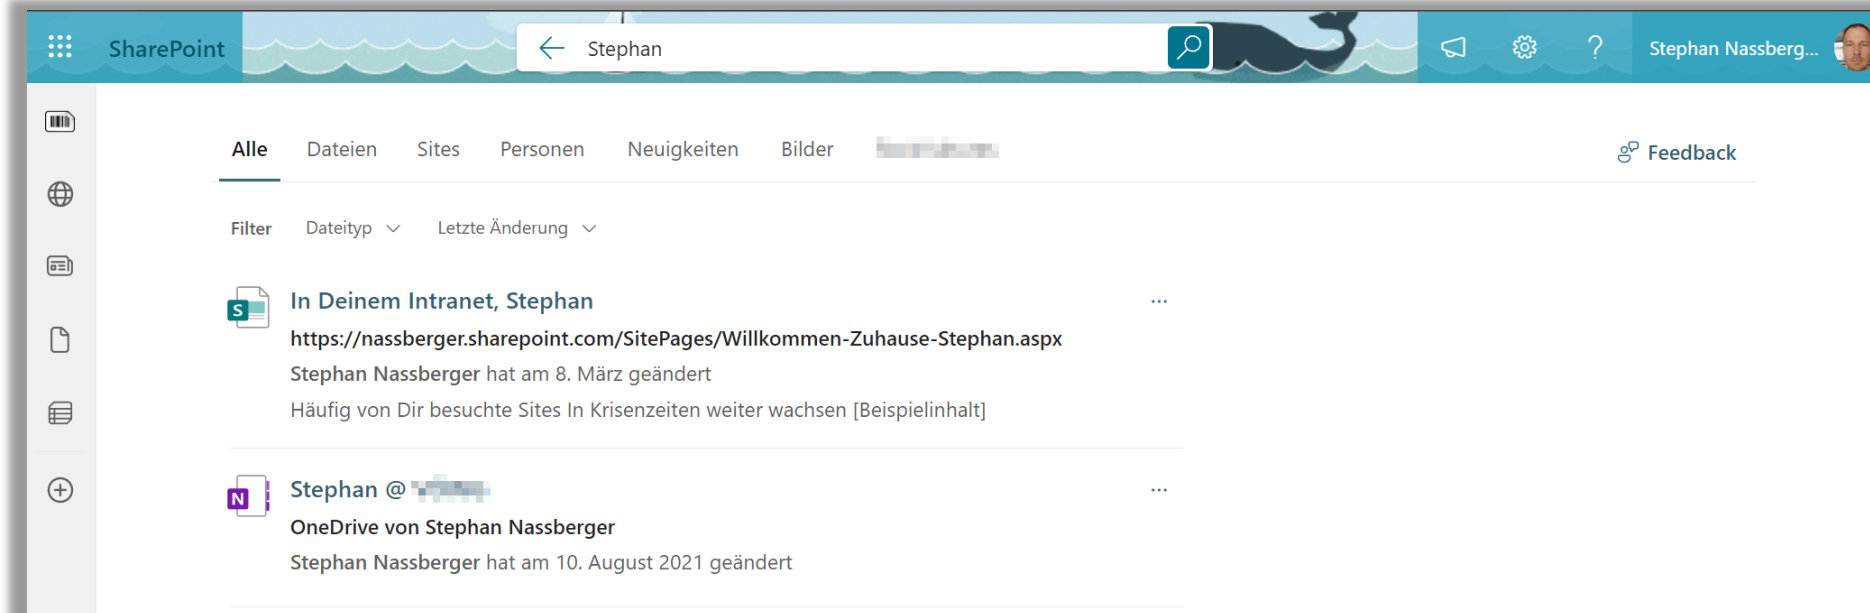 SharePoint
Stephan
Stephan Nassberg...
Alle Dateien Sites Personen Neuigkeiten Bilder
Feedback
Filter Dateityp Letzte Änderung
In Deinem Intranet, Stephan
https://nassberger.sharepoint.com/SitePages/Willkommen-Zuhause-Stephan.aspx
Stephan Nassberger hat am 8. März geändert
Häufig von Dir besuchte Sites In Krisenzeiten weiter wachsen [Beispielinhalt]
Stephan @
OneDrive von Stephan Nassberger
Stephan Nassberger hat am 10. August 2021 geändert